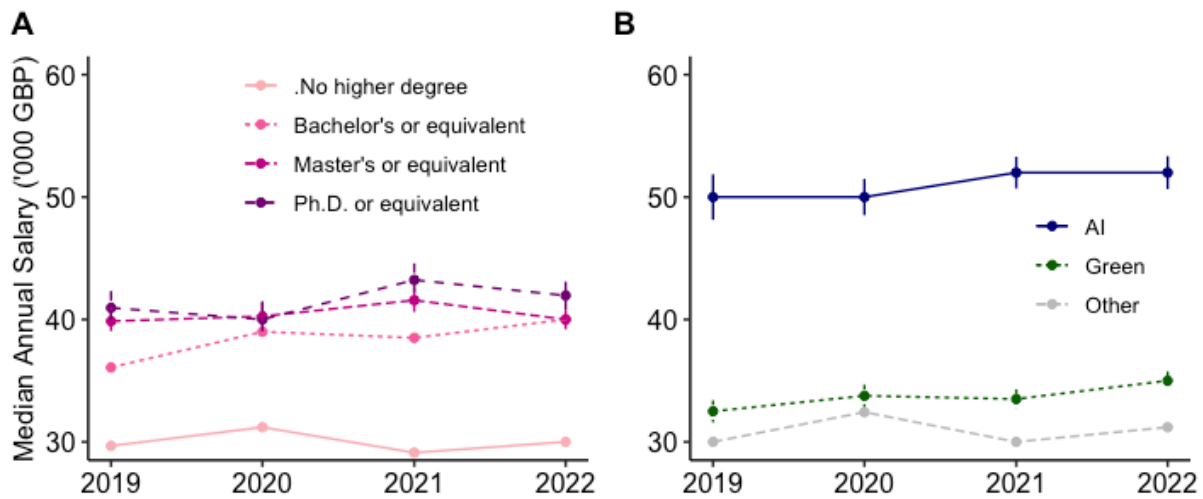 A
B
Median Annual Salary ('000 GBP)
60
50
40
30
.No higher degree
Bachelor's or equivalent
Master's or equivalent
Ph.D. or equivalent
2019 2020 2021 2022
60
50
40
30
AI
Green
Other
2019 2020 2021 2022